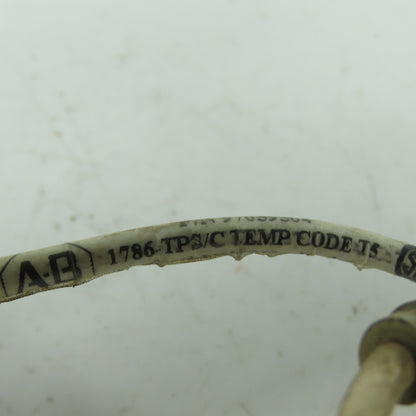 A-B 1786-TPS/C TEMP CODE T5